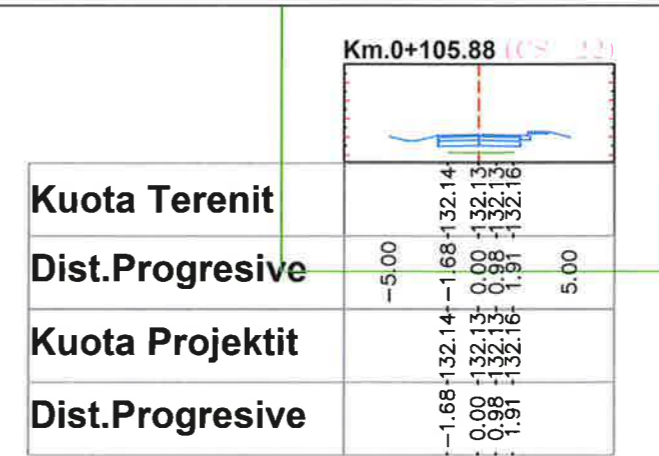 Km.0+105.88 (CS 22)
Kuota Terenit -132.14- -132.13- -132.13- -132.16-
Dist.Progresive -5.00 -1.68 0.00 0.98 1.91 5.00
Kuota Projektit -132.14- -132.13- -132.13- -132.16-
Dist.Progresive -1.68 0.00 0.98 1.91